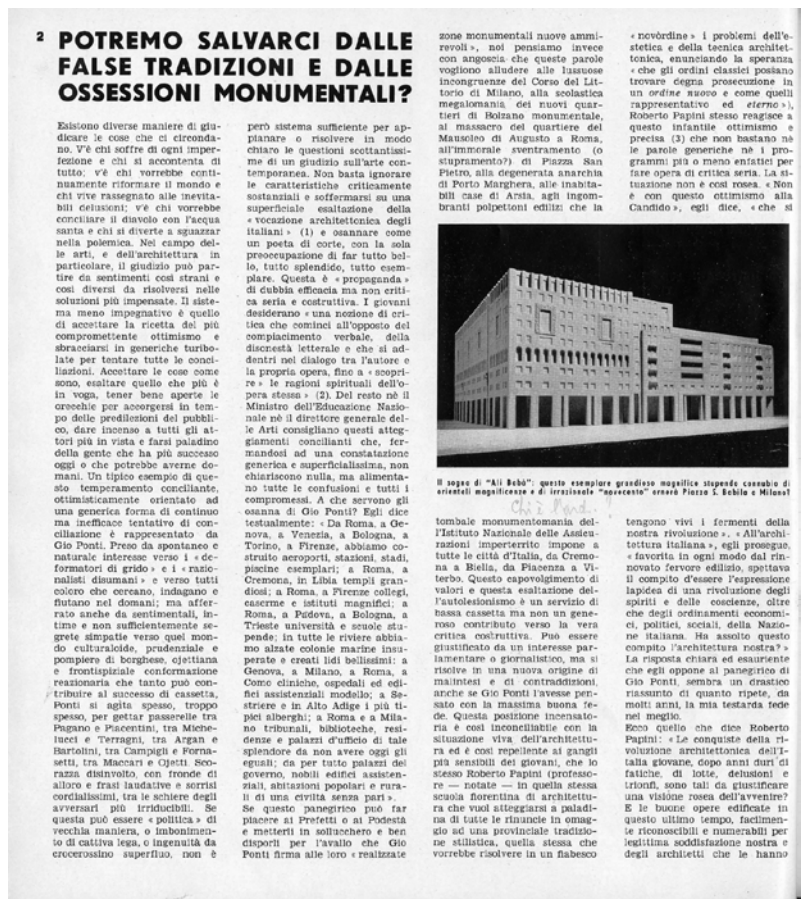 2 POTREMO SALVARCI DALLE
FALSE TRADIZIONI E DALLE
OSSESSIONI MONUMENTALI?
Esistono diverse maniere di giu-
dicare le cose che ci circonda-
no. V'è chi soffre di ogni imper-
fezione e chi si accontenta di
tutto; v'è chi vorrebbe conti-
nuamente riformare il mondo e
chi vive rassegnato alle inevita-
bili delusioni; v'è chi vorrebbe
conciliare il diavolo con l'acqua
santa e chi si diverte a sguazzar
nella polemica. Nel campo del-
le arti, e dell'architettura in
particolare, il giudizio può par-
tire da sentimenti così strani e
così diversi da risolversi nelle
soluzioni più impensate. Il siste-
ma meno impegnativo è quello
di accettare la ricetta del più
compromettente ottimismo e
sbracciarsi in generiche turibo-
late per tentare tutte le conci-
liazioni. Accettare le cose come
sono, esaltare quello che più è
in voga, tener bene aperte le
orecchie per accorgersi in tem-
po delle predilezioni del pubbli-
co, dare incenso a tutti gli at-
tori più in vista e farsi paladino
della gente che ha più successo
oggi o che potrebbe averne do-
mani. Un tipico esempio di que-
sto temperamento conciliante,
ottimisticamente orientato ad
una generica forma di continuo
ma inefficace tentativo di con-
ciliazione è rappresentato da
Gio Ponti. Preso da spontaneo e
naturale interesse verso i « de-
formatori di grido » e i « razio-
nalisti disumani » e verso tutti
coloro che cercano, indagano e
fiutano nel domani; ma affer-
rato anche da sentimentali, in-
time e non sufficientemente se-
grete simpatie verso quel mon-
do culturaloide, prudenziale e
pompiere di borghese, ojettiana
e frontispiziale conformazione
reazionaria che tanto può con-
tribuire al successo di cassetta,
Ponti si agita spesso, troppo
spesso, per gettar passerelle tra
Pagano e Piacentini, tra Miche-
lucci e Terragni, tra Argan e
Bartolini, tra Campigli e Forna-
setti, tra Maccari e Ojetti. Sco-
razza disinvolto, con fronde di
alloro e frasi laudative e sorrisi
cordialissimi, tra le schiere degli
avversari più irriducibili. Se
questa può essere « politica » di
vecchia maniera, o imbonimen-
to di cattiva lega, o ingenuità da
crocerossino superfluo, non è
però sistema sufficiente per ap-
pianare o risolvere in modo
chiaro le questioni scottantissi-
me di un giudizio sull'arte con-
temporanea. Non basta ignorare
le caratteristiche criticamente
sostanziali e soffermarsi su una
superficiale esaltazione della
« vocazione architettonica degli
italiani » (1) e osannare come
un poeta di corte, con la sola
preoccupazione di far tutto bel-
lo, tutto splendido, tutto esem-
plare. Questa è « propaganda »
di dubbia efficacia ma non criti-
ca seria e costruttiva. I giovani
desiderano « una nozione di cri-
tica che cominci all'opposto del
compiacimento verbale, della
disonestà letterale e che si ad-
dentri nel dialogo tra l'autore e
la propria opera, fino a « scopri-
re » le ragioni spirituali dell'o-
pera stessa » (2). Del resto nè il
Ministro dell'Educazione Nazio-
nale nè il direttore generale del-
le Arti consigliano questi atteg-
giamenti concilianti che, fer-
mandosi ad una constatazione
generica e superficialissima, non
chiariscono nulla, ma alimenta-
no tutte le confusioni e tutti i
compromessi. A che servono gli
osanna di Gio Ponti? Egli dice
testualmente: « Da Roma, a Ge-
nova, a Venezia, a Bologna, a
Torino, a Firenze, abbiamo co-
struito aeroporti, stazioni, stadi,
piscine esemplari; a Roma, a
Cremona, in Libia templi gran-
diosi; a Roma, a Firenze collegi,
caserme e istituti magnifici; a
Roma, a Padova, a Bologna, a
Trieste università e scuole stu-
pende; in tutte le riviere abbia-
mo alzate colonie marine insu-
perate e creati lidi bellissimi: a
Genova, a Milano, a Roma, a
Como cliniche, ospedali ed edi-
fici assistenziali modello; a Se-
striere e in Alto Adige i più ti-
pici alberghi; a Roma e a Mila-
no tribunali, biblioteche, resi-
denze e palazzi d'ufficio di tale
splendore da non avere oggi gli
eguali; da per tutto palazzi del
governo, nobili edifici assisten-
ziali, abitazioni popolari e rura-
li di una civiltà senza pari ».
Se questo panegirico può far
piacere ai Prefetti o ai Podestà
e metterli in solluchero e ben
disporli per l'avallo che Gio
Ponti firma alle loro « realizzate
zone monumentali nuove ammi-
revoli », noi pensiamo invece
con angoscia che queste parole
vogliono alludere alle lussuose
incongruenze del Corso del Lit-
torio di Milano, alla scolastica
megalomania dei nuovi quar-
tieri di Bolzano monumentale,
al massacro del quartiere del
Mausoleo di Augusto a Roma,
all'immorale sventramento (o
stupramento?) di Piazza San
Pietro, alla degenerata anarchia
di Porto Marghera, alle inabita-
bili case di Arsia, agli ingom-
branti polpettoni edilizi che la
« novòrdine » i problemi dell'e-
stetica e della tecnica architet-
tonica, enunciando la speranza
« che gli ordini classici possano
trovare degna prosecuzione in
un ordine nuovo e come quelli
rappresentativo ed eterno »),
Roberto Papini stesso reagisce a
questo infantile ottimismo e
precisa (3) che non bastano nè
le parole generiche nè i pro-
grammi più o meno enfatici per
fare opera di critica seria. La si-
tuazione non è così rosea. « Non
è con questo ottimismo alla
Candido », egli dice, « che si
Il sogno di "Ali Babà": questo esemplare grandioso magnifico stupendo connubio di
orientali magnificenze e di irrazionale "novecento" ornerà Piazza S. Babila a Milano?
Chi è l'arch.?
tombale monumentomania del-
l'Istituto Nazionale delle Assicu-
razioni imperterrito impone a
tutte le città d'Italia, da Cremo-
na a Biella, da Piacenza a Vi-
terbo. Questo capovolgimento di
valori e questa esaltazione del-
l'autolesionismo è un servizio di
bassa cassetta ma non un gene-
roso contributo verso la vera
critica costruttiva. Può essere
giustificato da un interesse par-
lamentare o giornalistico, ma si
risolve in una nuova origine di
malintesi e di contraddizioni,
anche se Gio Ponti l'avesse pen-
sato con la massima buona fe-
de. Questa posizione incensato-
ria è così inconciliabile con la
situazione viva dell'architettu-
ra ed è così repellente ai gangli
più sensibili dei giovani, che lo
stesso Roberto Papini (professo-
re — notate — in quella stessa
scuola fiorentina di architettu-
ra che vuol atteggiarsi a paladi-
na di tutte le rinuncie in omag-
gio ad una provinciale tradizio-
ne stilistica, quella stessa che
vorrebbe risolvere in un fiabesco
tengono vivi i fermenti della
nostra rivoluzione ». « All'archi-
tettura italiana », egli prosegue,
« favorita in ogni modo dal rin-
novato fervore edilizio, spettava
il compito d'essere l'espressione
lapidea di una rivoluzione degli
spiriti e delle coscienze, oltre
che degli ordinamenti economi-
ci, politici, sociali, della Nazio-
ne italiana. Ha assolto questo
compito l'architettura nostra? »
La risposta chiara ed esauriente
che egli oppone al panegirico di
Gio Ponti, sembra un drastico
riassunto di quanto ripete, da
molti anni, la mia testarda fede
nel meglio.
Ecco quello che dice Roberto
Papini: « Le conquiste della ri-
voluzione architettonica dell'I-
talia giovane, dopo anni duri di
fatiche, di lotte, delusioni e
trionfi, sono tali da giustificare
una visione rosea dell'avvenire?
E le buone opere edificate in
questo ultimo tempo, facilmen-
te riconoscibili e numerabili per
legittima soddisfazione nostra e
degli architetti che le hanno